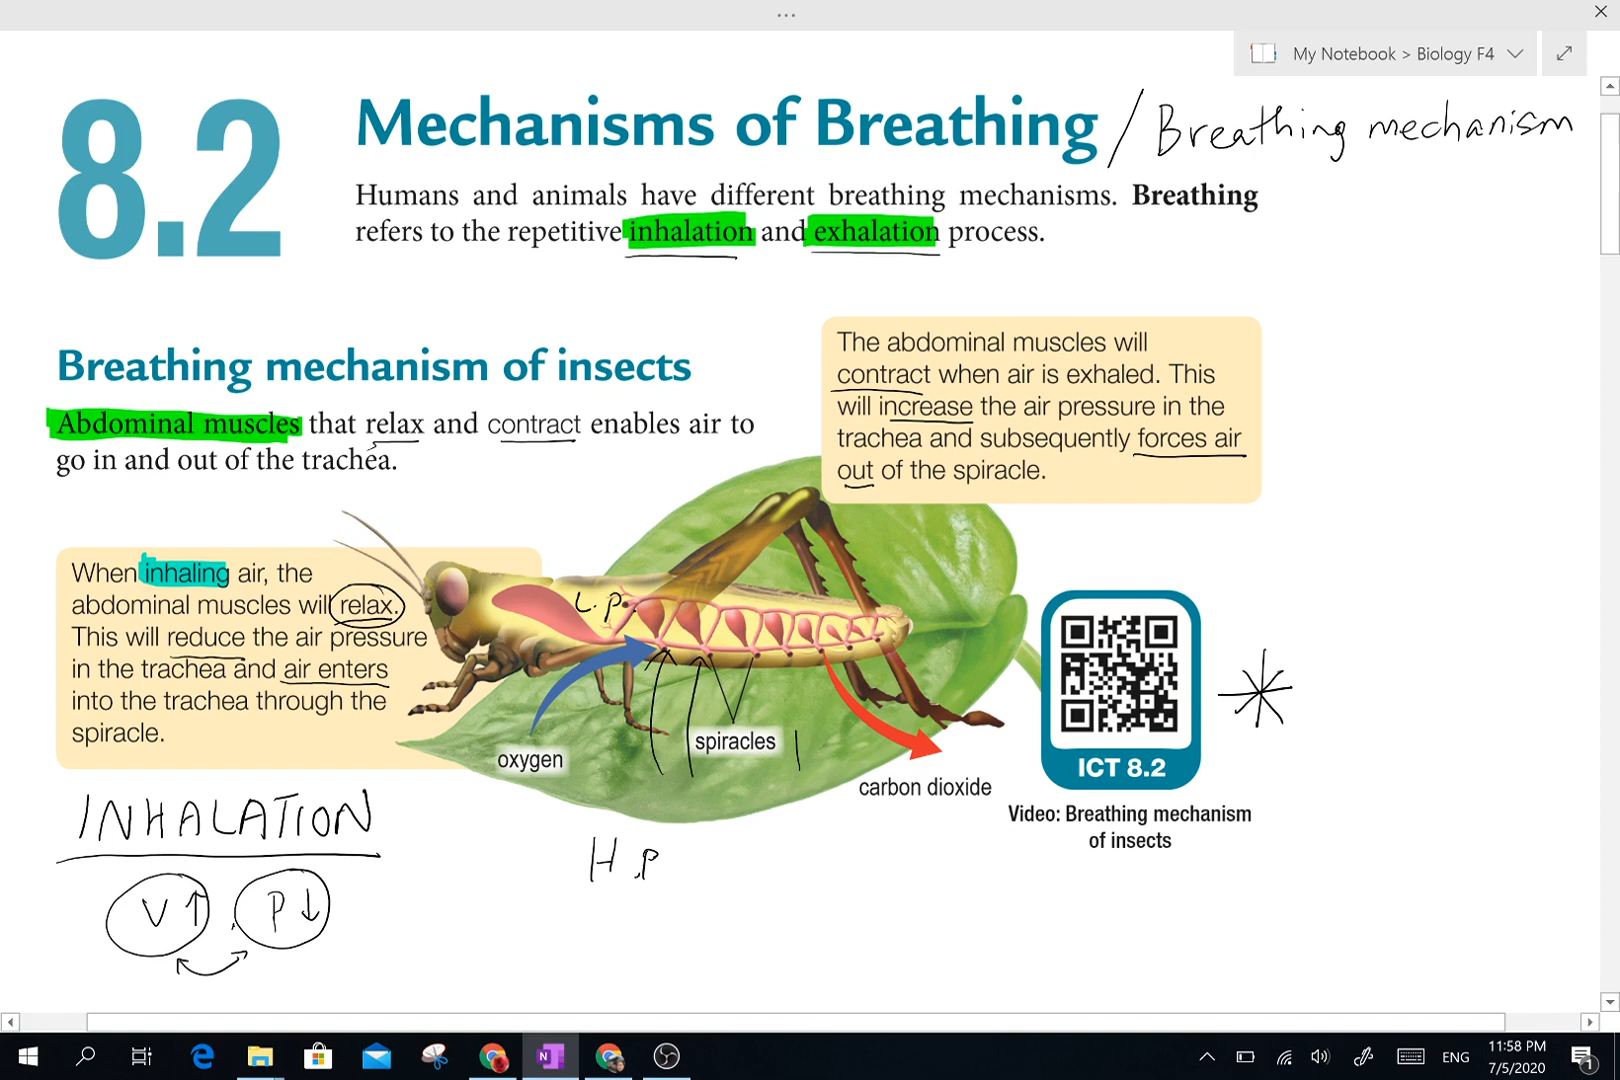 My Notebook > Biology F4
8.2
Mechanisms of Breathing / Breathing mechanism
Humans and animals have different breathing mechanisms. Breathing
refers to the repetitive inhalation and exhalation process.
Breathing mechanism of insects
Abdominal muscles that relax and contract enables air to
go in and out of the trachea.
The abdominal muscles will
contract when air is exhaled. This
will increase the air pressure in the
trachea and subsequently forces air
out of the spiracle.
When inhaling air, the
abdominal muscles will relax.
This will reduce the air pressure
in the trachea and air enters
into the trachea through the
spiracle.
L.P.
oxygen
spiracles
carbon dioxide
ICT 8.2
Video: Breathing mechanism
of insects
INHALATION
V↑, P↓
H.P
ENG
11:58 PM
7/5/2020
1